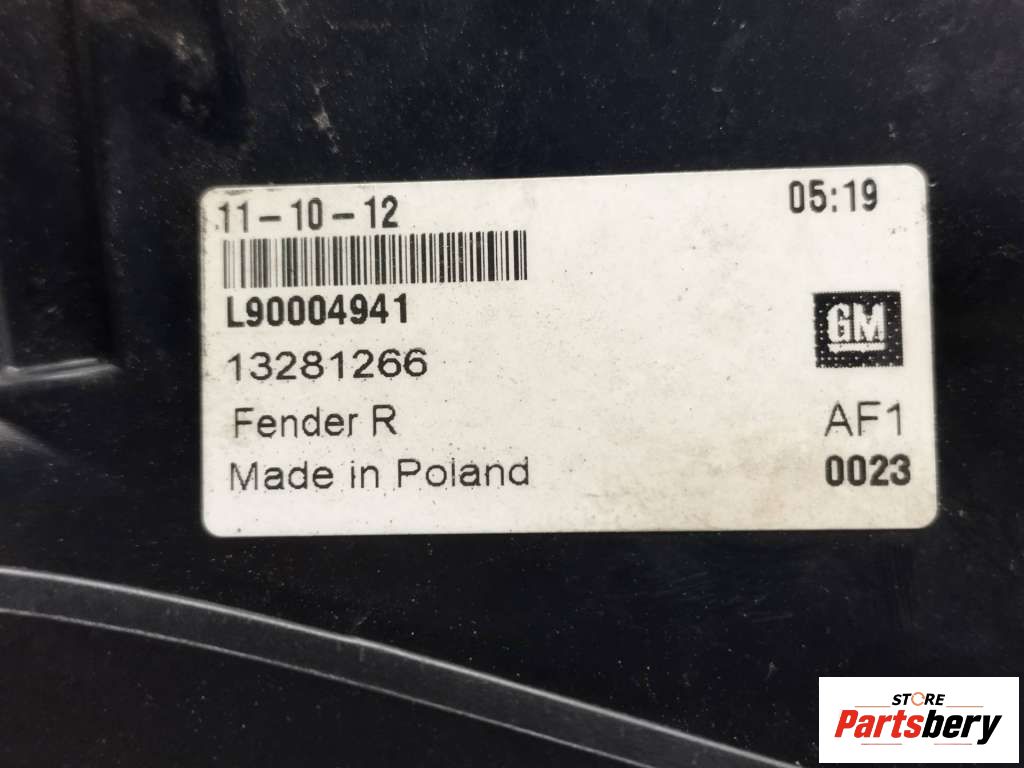 11-10-12 05:19
L90004941
GM
13281266
Fender R AF1
Made in Poland 0023
STORE
Partsbery